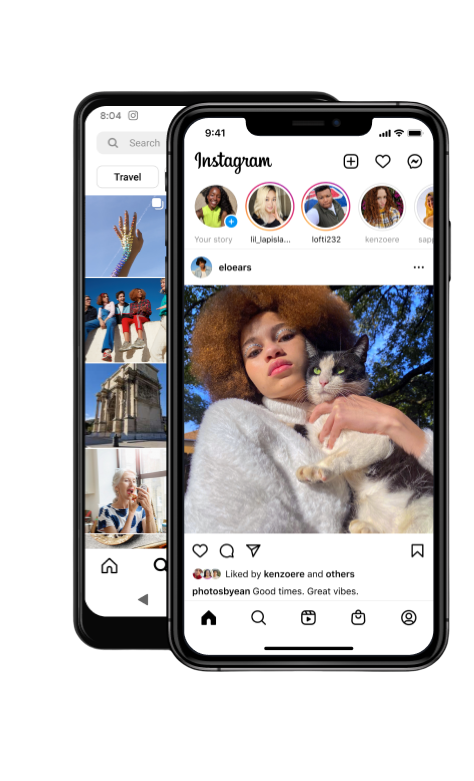 8:04
Search
Travel
9:41
Instagram
Your story
lil_lapisla...
lofti232
kenzoere
sapp
eloears
Liked by kenzoere and others
photosbyean Good times. Great vibes.